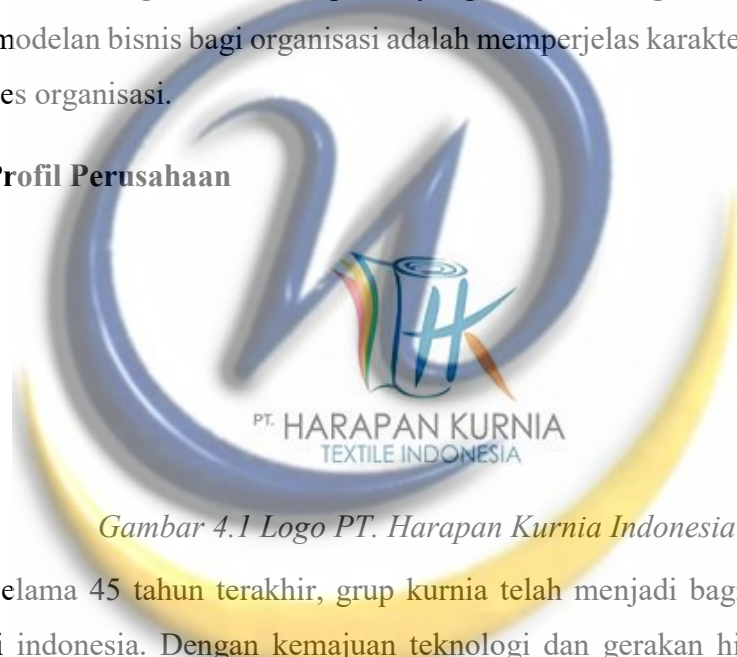 modelan bisnis bagi organisasi adalah memperjelas karakte
es organisasi.
Profil Perusahaan
PT. HARAPAN KURNIA
TEXTILE INDONESIA
Gambar 4.1 Logo PT. Harapan Kurnia Indonesia
elama 45 tahun terakhir, grup kurnia telah menjadi bag
i indonesia. Dengan kemajuan teknologi dan gerakan hi